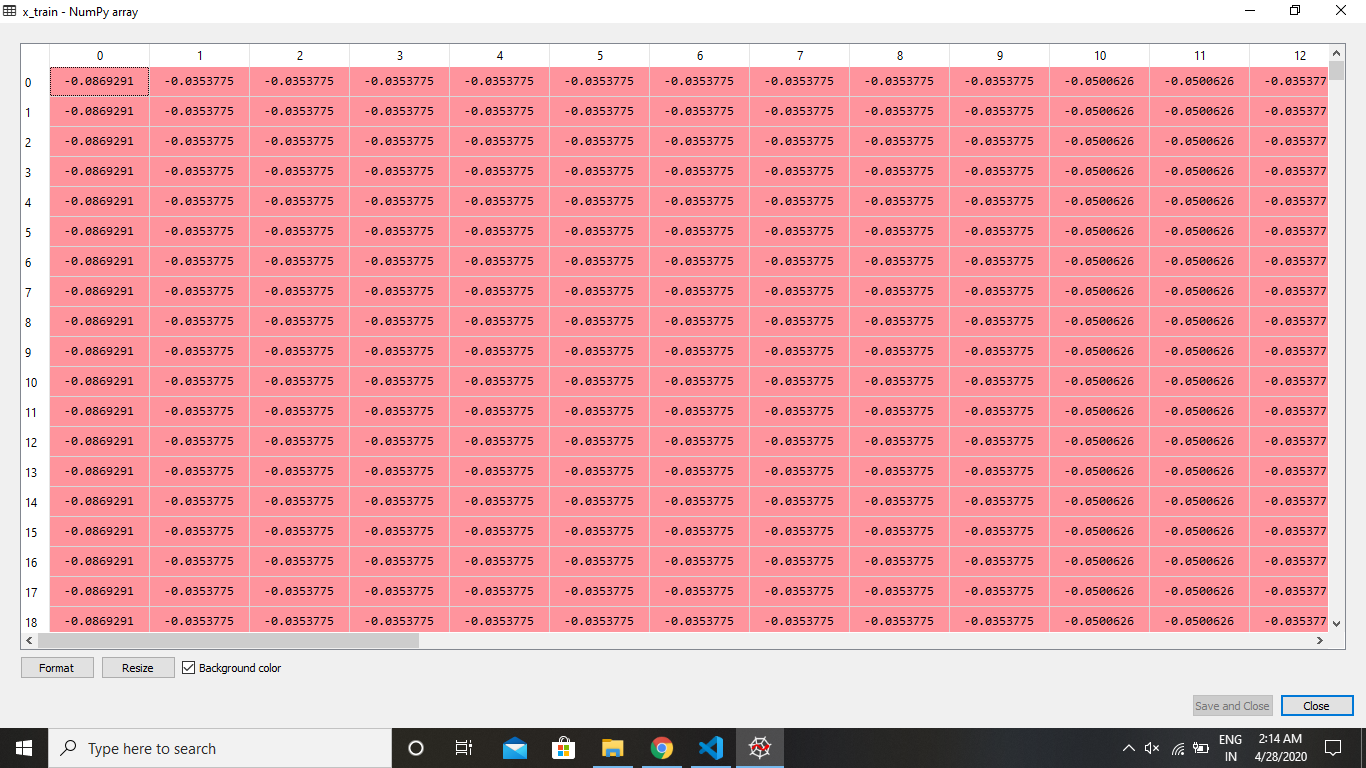 x_train - NumPy array
0 1 2 3 4 5 6 7 8 9 10 11 12
0 -0.0869291 -0.0353775 -0.0353775 -0.0353775 -0.0353775 -0.0353775 -0.0353775 -0.0353775 -0.0353775 -0.0353775 -0.0500626 -0.0500626 -0.035377
1 -0.0869291 -0.0353775 -0.0353775 -0.0353775 -0.0353775 -0.0353775 -0.0353775 -0.0353775 -0.0353775 -0.0353775 -0.0500626 -0.0500626 -0.035377
2 -0.0869291 -0.0353775 -0.0353775 -0.0353775 -0.0353775 -0.0353775 -0.0353775 -0.0353775 -0.0353775 -0.0353775 -0.0500626 -0.0500626 -0.035377
3 -0.0869291 -0.0353775 -0.0353775 -0.0353775 -0.0353775 -0.0353775 -0.0353775 -0.0353775 -0.0353775 -0.0353775 -0.0500626 -0.0500626 -0.035377
4 -0.0869291 -0.0353775 -0.0353775 -0.0353775 -0.0353775 -0.0353775 -0.0353775 -0.0353775 -0.0353775 -0.0353775 -0.0500626 -0.0500626 -0.035377
5 -0.0869291 -0.0353775 -0.0353775 -0.0353775 -0.0353775 -0.0353775 -0.0353775 -0.0353775 -0.0353775 -0.0353775 -0.0500626 -0.0500626 -0.035377
6 -0.0869291 -0.0353775 -0.0353775 -0.0353775 -0.0353775 -0.0353775 -0.0353775 -0.0353775 -0.0353775 -0.0353775 -0.0500626 -0.0500626 -0.035377
7 -0.0869291 -0.0353775 -0.0353775 -0.0353775 -0.0353775 -0.0353775 -0.0353775 -0.0353775 -0.0353775 -0.0353775 -0.0500626 -0.0500626 -0.035377
8 -0.0869291 -0.0353775 -0.0353775 -0.0353775 -0.0353775 -0.0353775 -0.0353775 -0.0353775 -0.0353775 -0.0353775 -0.0500626 -0.0500626 -0.035377
9 -0.0869291 -0.0353775 -0.0353775 -0.0353775 -0.0353775 -0.0353775 -0.0353775 -0.0353775 -0.0353775 -0.0353775 -0.0500626 -0.0500626 -0.035377
10 -0.0869291 -0.0353775 -0.0353775 -0.0353775 -0.0353775 -0.0353775 -0.0353775 -0.0353775 -0.0353775 -0.0353775 -0.0500626 -0.0500626 -0.035377
11 -0.0869291 -0.0353775 -0.0353775 -0.0353775 -0.0353775 -0.0353775 -0.0353775 -0.0353775 -0.0353775 -0.0353775 -0.0500626 -0.0500626 -0.035377
12 -0.0869291 -0.0353775 -0.0353775 -0.0353775 -0.0353775 -0.0353775 -0.0353775 -0.0353775 -0.0353775 -0.0353775 -0.0500626 -0.0500626 -0.035377
13 -0.0869291 -0.0353775 -0.0353775 -0.0353775 -0.0353775 -0.0353775 -0.0353775 -0.0353775 -0.0353775 -0.0353775 -0.0500626 -0.0500626 -0.035377
14 -0.0869291 -0.0353775 -0.0353775 -0.0353775 -0.0353775 -0.0353775 -0.0353775 -0.0353775 -0.0353775 -0.0353775 -0.0500626 -0.0500626 -0.035377
15 -0.0869291 -0.0353775 -0.0353775 -0.0353775 -0.0353775 -0.0353775 -0.0353775 -0.0353775 -0.0353775 -0.0353775 -0.0500626 -0.0500626 -0.035377
16 -0.0869291 -0.0353775 -0.0353775 -0.0353775 -0.0353775 -0.0353775 -0.0353775 -0.0353775 -0.0353775 -0.0353775 -0.0500626 -0.0500626 -0.035377
17 -0.0869291 -0.0353775 -0.0353775 -0.0353775 -0.0353775 -0.0353775 -0.0353775 -0.0353775 -0.0353775 -0.0353775 -0.0500626 -0.0500626 -0.035377
18 -0.0869291 -0.0353775 -0.0353775 -0.0353775 -0.0353775 -0.0353775 -0.0353775 -0.0353775 -0.0353775 -0.0353775 -0.0500626 -0.0500626 -0.035377
Format Resize Background color
Save and Close Close
Type here to search
ENG 2:14 AM
IN 4/28/2020